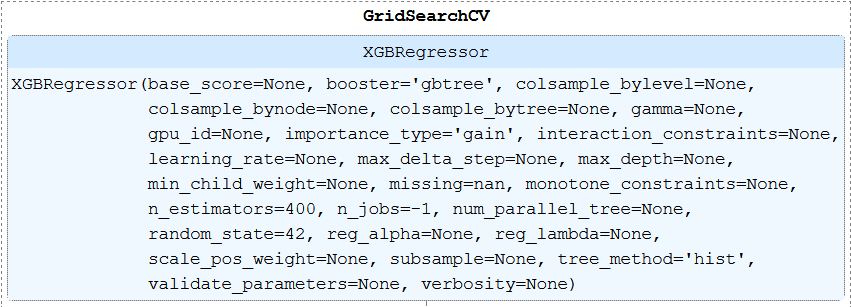 GridSearchCV
XGBRegressor
XGBRegressor(base_score=None, booster='gbtree', colsample_bylevel=None,
colsample_bynode=None, colsample_bytree=None, gamma=None,
gpu_id=None, importance_type='gain', interaction_constraints=None,
learning_rate=None, max_delta_step=None, max_depth=None,
min_child_weight=None, missing=nan, monotone_constraints=None,
n_estimators=400, n_jobs=-1, num_parallel_tree=None,
random_state=42, reg_alpha=None, reg_lambda=None,
scale_pos_weight=None, subsample=None, tree_method='hist',
validate_parameters=None, verbosity=None)